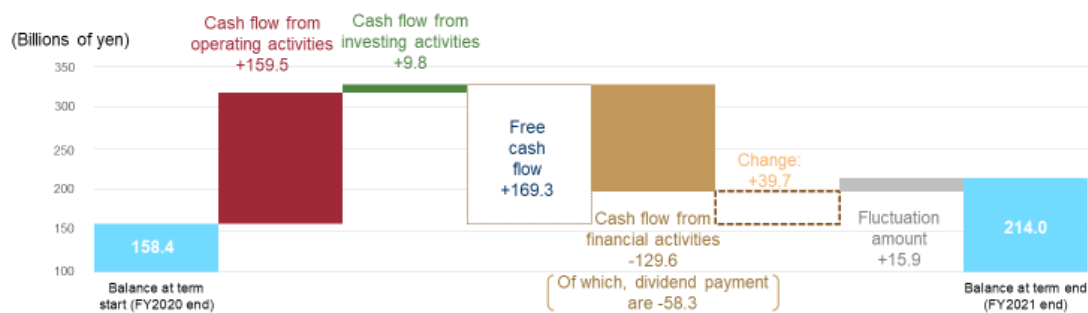 (Billions of yen)
Cash flow from
operating activities
+159.5
Cash flow from
investing activities
+9.8
350
300
250
200
150
100
158.4
Free
cash
flow
+169.3
Cash flow from
financial activities
-129.6
Of which, dividend payment
are -58.3
Change:
+39.7
Fluctuation
amount
+15.9
214.0
Balance at term
start (FY2020 end)
Balance at term end
(FY2021 end)